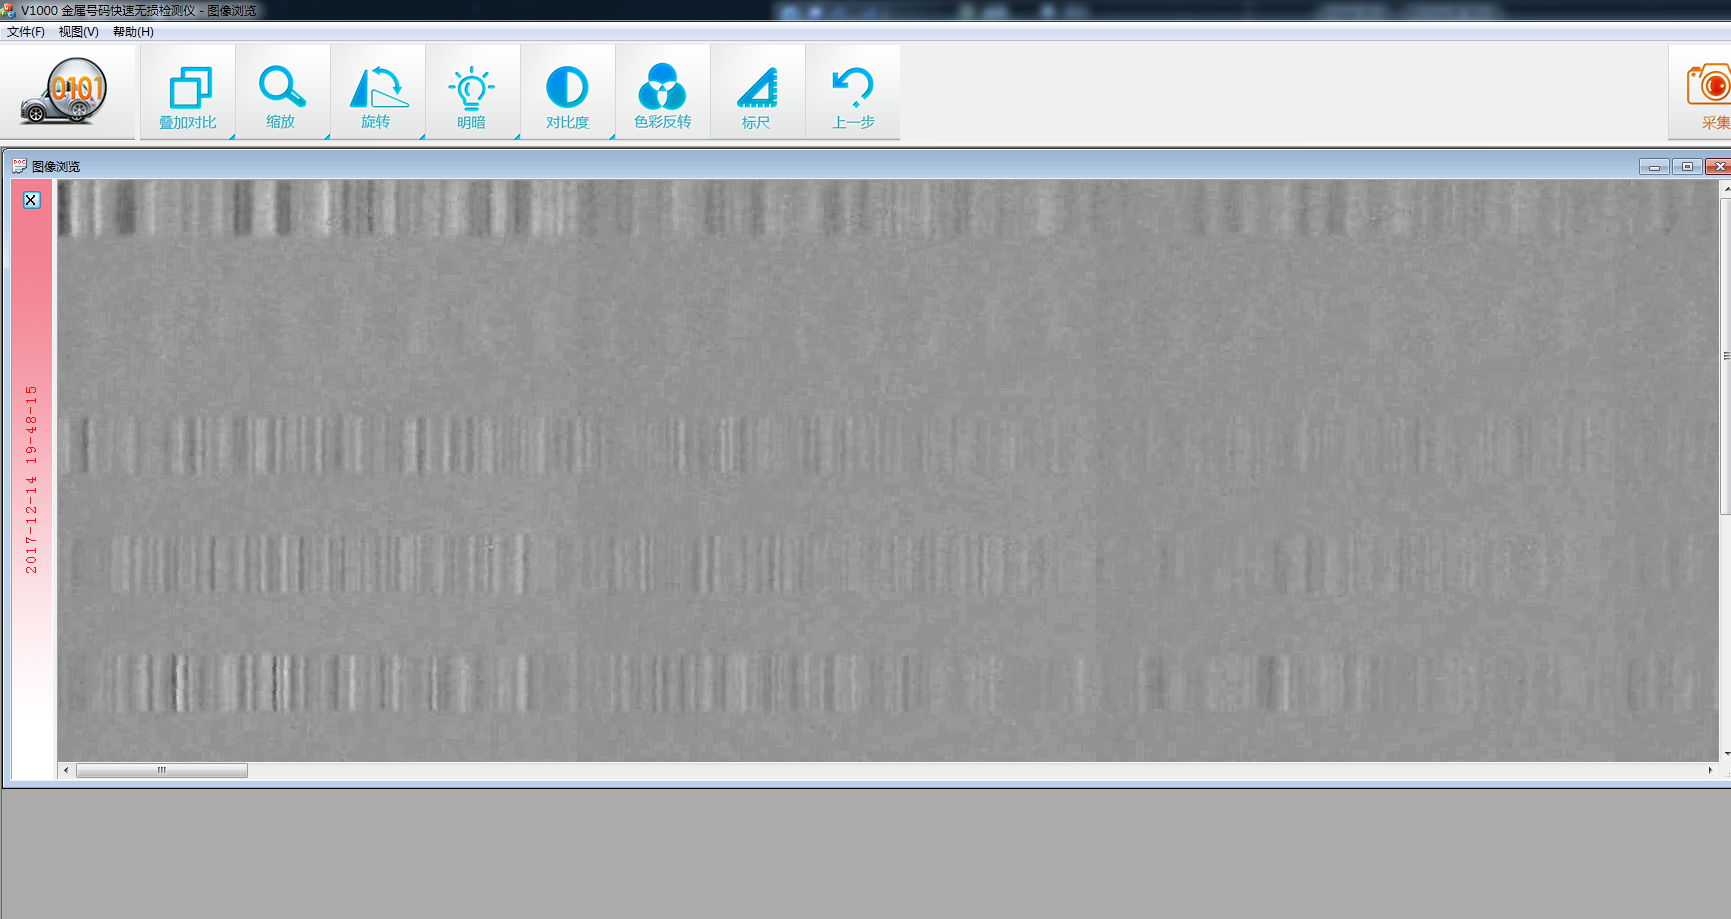 V1000 金属号码快速无损检测仪 - 图像浏览
文件(F) 视图(V) 帮助(H)
0101
叠加对比 缩放 旋转 明暗 对比度 色彩反转 标尺 上一步 采集
图像浏览
X
2017-12-14 19-48-15